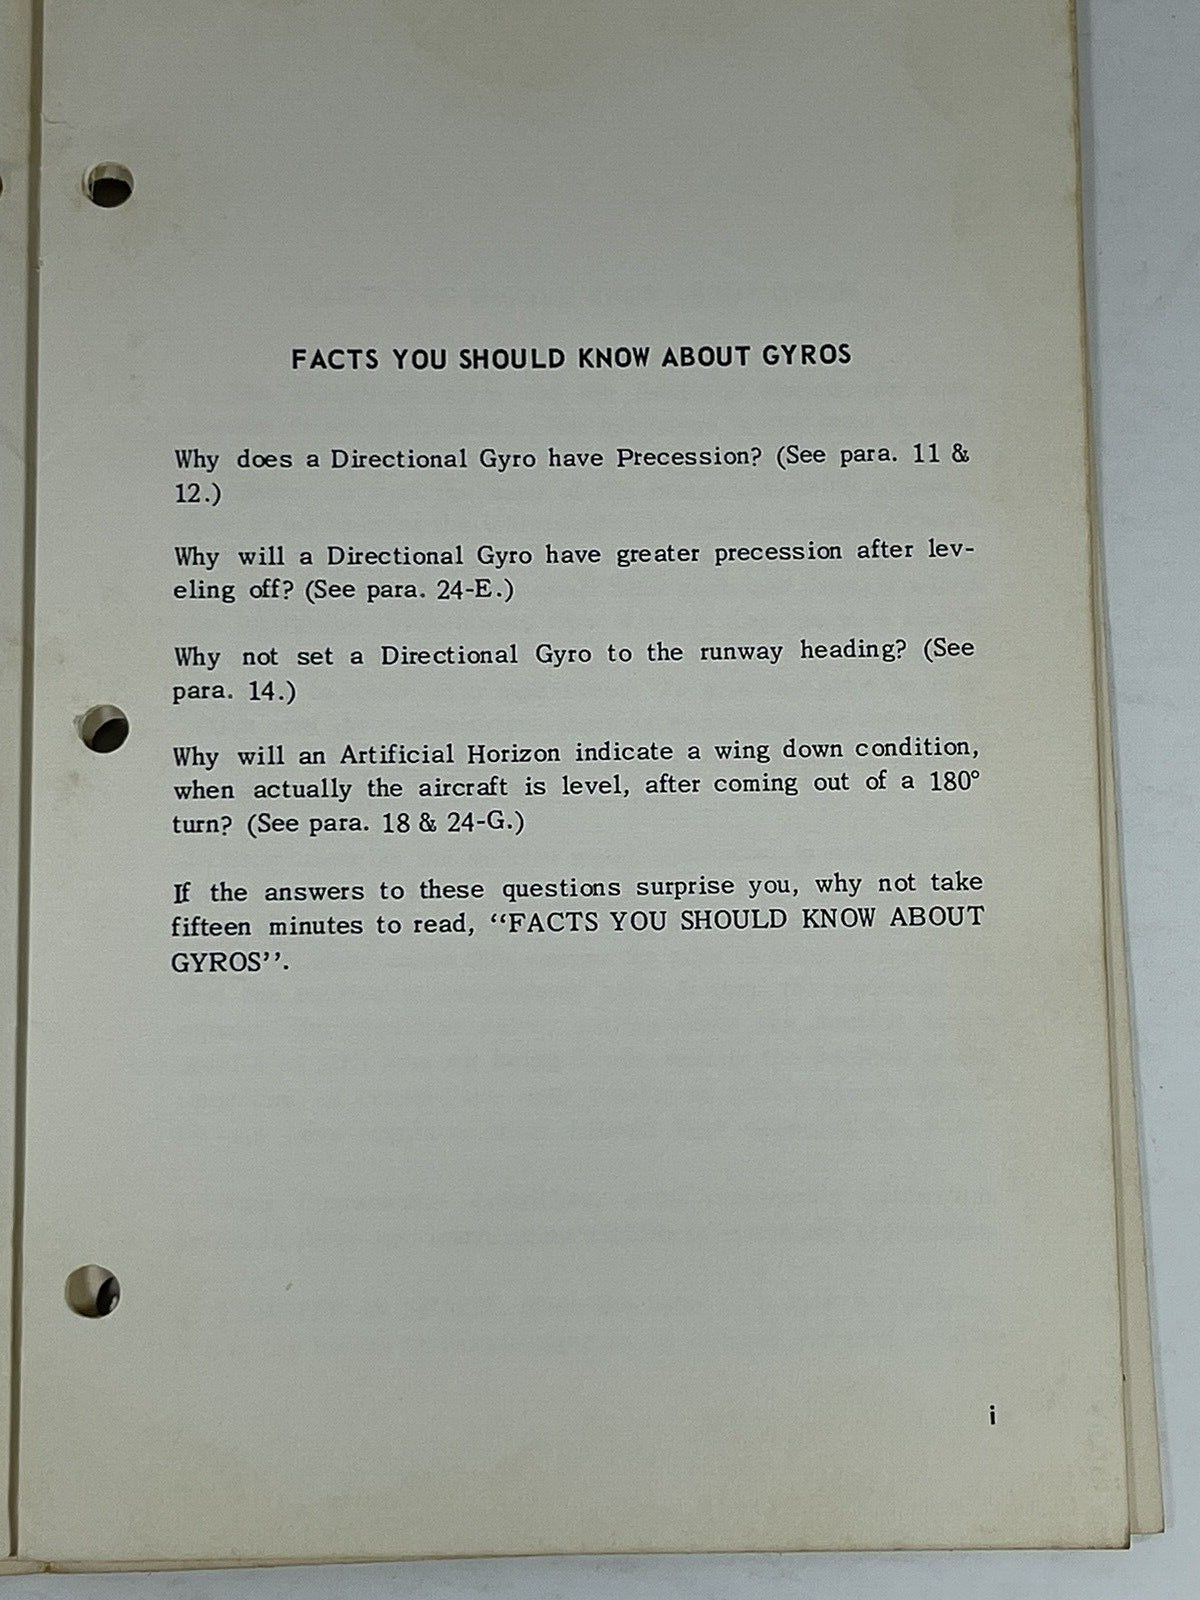 FACTS YOU SHOULD KNOW ABOUT GYROS
Why does a Directional Gyro have Precession? (See para. 11 &
12.)
Why will a Directional Gyro have greater precession after lev-
eling off? (See para. 24-E.)
Why not set a Directional Gyro to the runway heading? (See
para. 14.)
Why will an Artificial Horizon indicate a wing down condition,
when actually the aircraft is level, after coming out of a 180°
turn? (See para. 18 & 24-G.)
If the answers to these questions surprise you, why not take
fifteen minutes to read, “FACTS YOU SHOULD KNOW ABOUT
GYROS”.
i